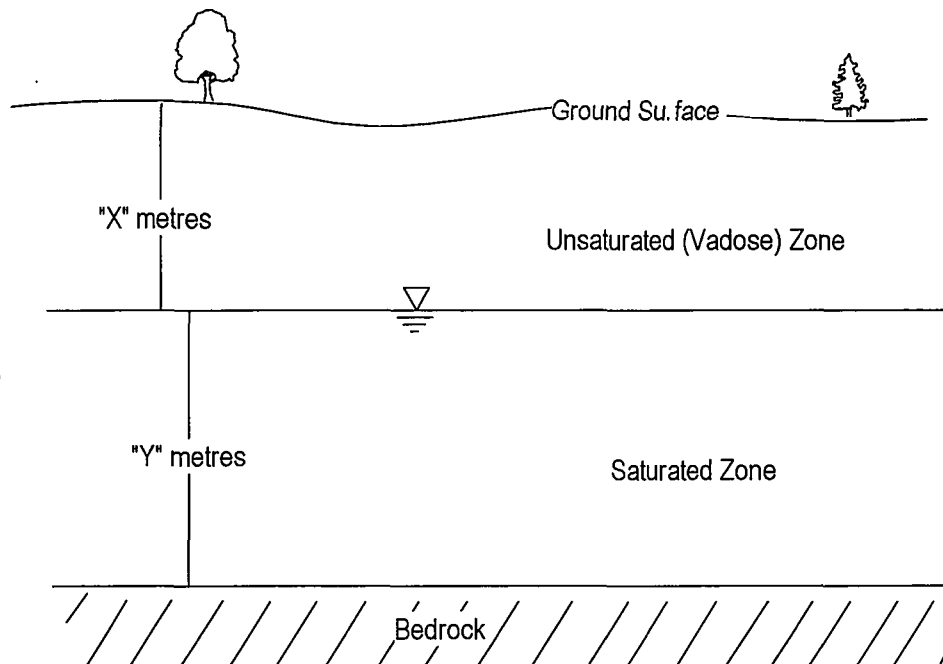 Ground Su.face
"X" metres
Unsaturated (Vadose) Zone
"Y" metres
Saturated Zone
Bedrock